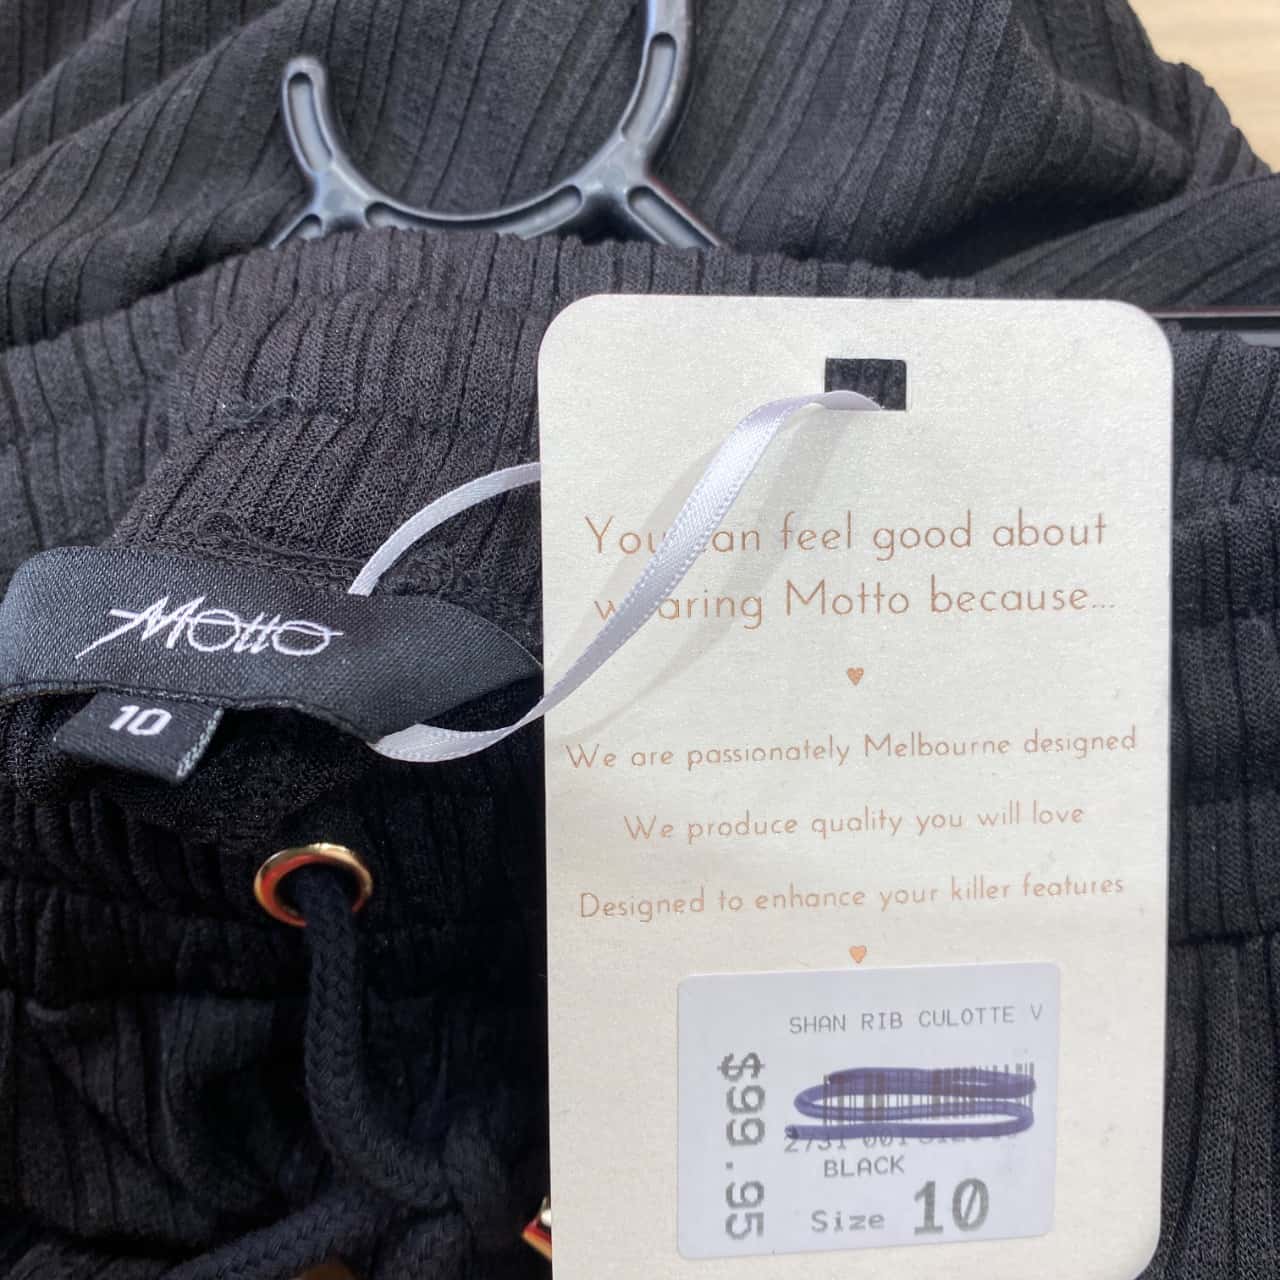 Motto
10
You can feel good about
wearing Motto because...
We are passionately Melbourne designed
We produce quality you will love
Designed to enhance your killer features
SHAN RIB CULOTTE V
$99.95
BLACK
Size 10